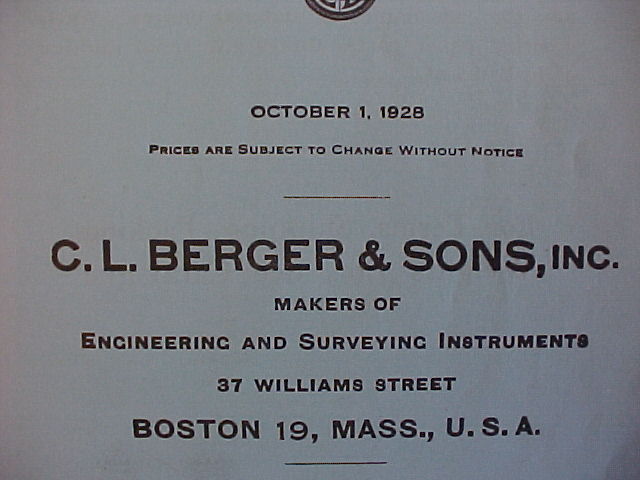 OCTOBER 1, 1928
PRICES ARE SUBJECT TO CHANGE WITHOUT NOTICE
C. L. BERGER & SONS, INC.
MAKERS OF
ENGINEERING AND SURVEYING INSTRUMENTS
37 WILLIAMS STREET
BOSTON 19, MASS., U. S. A.